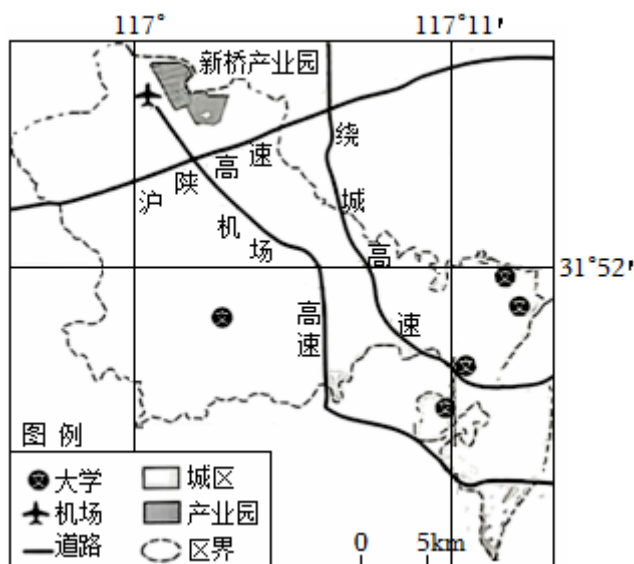 117° 117°11′
新桥产业园
沪陕高速
绕城高速
机场高速
31°52′
图例
大学 城区
机场 产业园
道路 区界
0 5km